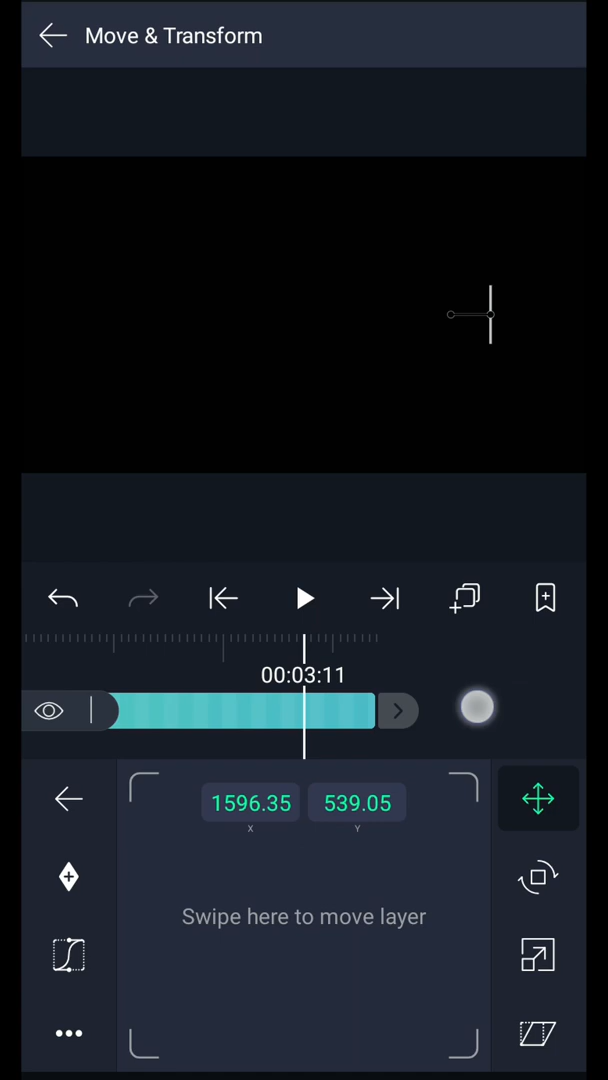 Move & Transform
00:03:11
1596.35 539.05
X Y
Swipe here to move layer